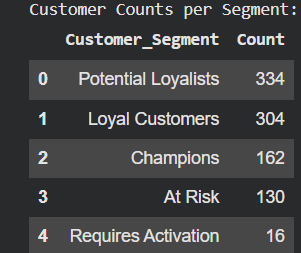 Customer Counts per Segment:
Customer_Segment Count
0 Potential Loyalists 334
1 Loyal Customers 304
2 Champions 162
3 At Risk 130
4 Requires Activation 16